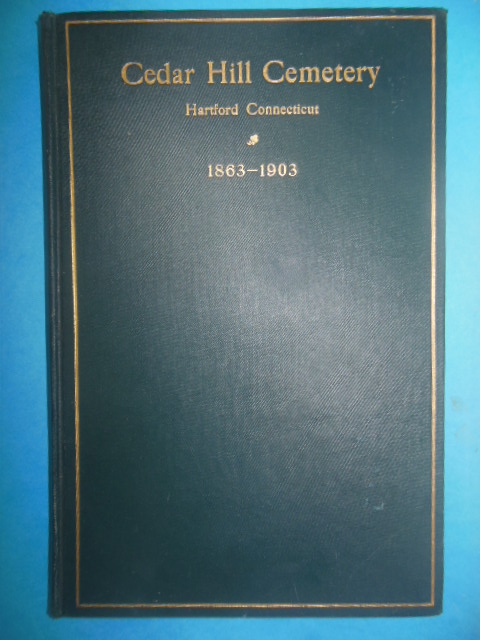 Cedar Hill Cemetery
Hartford Connecticut
1863–1903